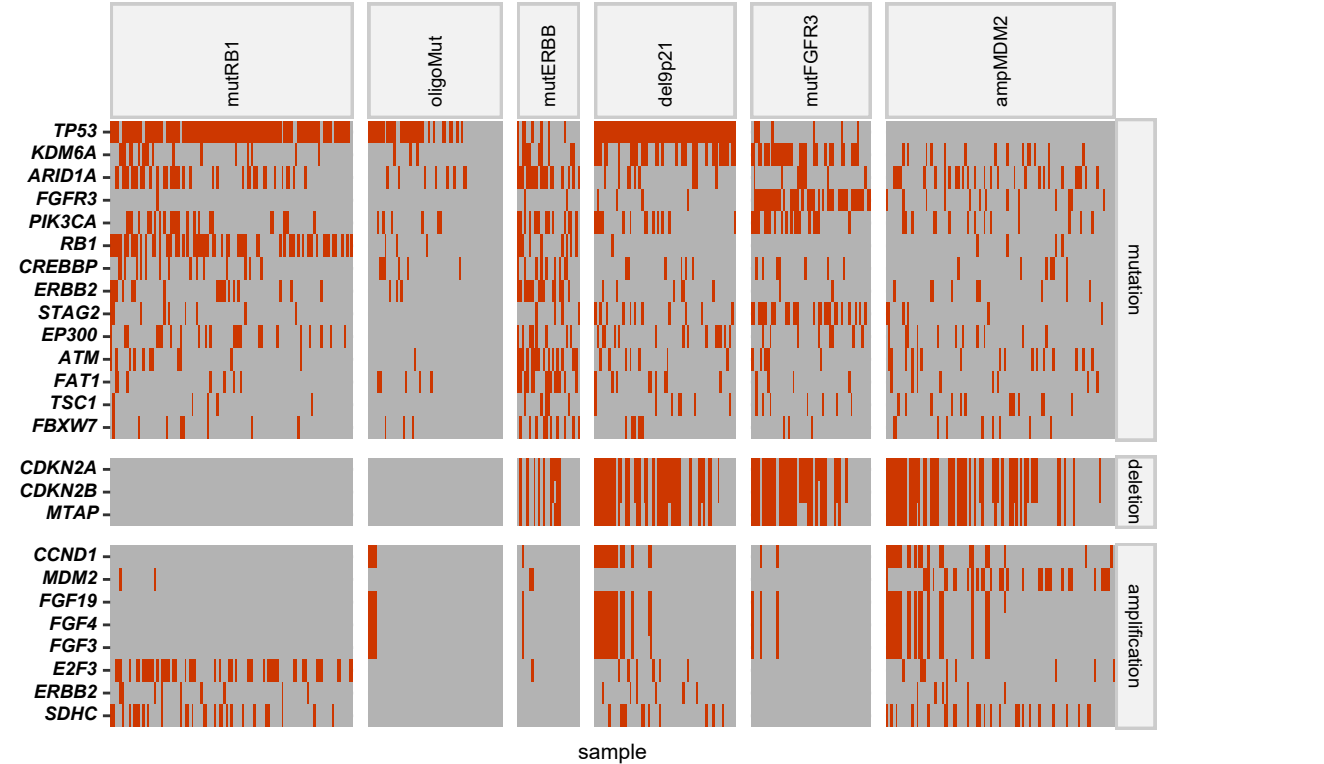 mutRB1
oligoMut
mutERBB
del9p21
mutFGFR3
ampMDM2
TP53
KDM6A
ARID1A
FGFR3
PIK3CA
RB1
CREBBP
ERBB2
STAG2
EP300
ATM
FAT1
TSC1
FBXW7
mutation
CDKN2A
CDKN2B
MTAP
deletion
CCND1
MDM2
FGF19
FGF4
FGF3
E2F3
ERBB2
SDHC
amplification
sample